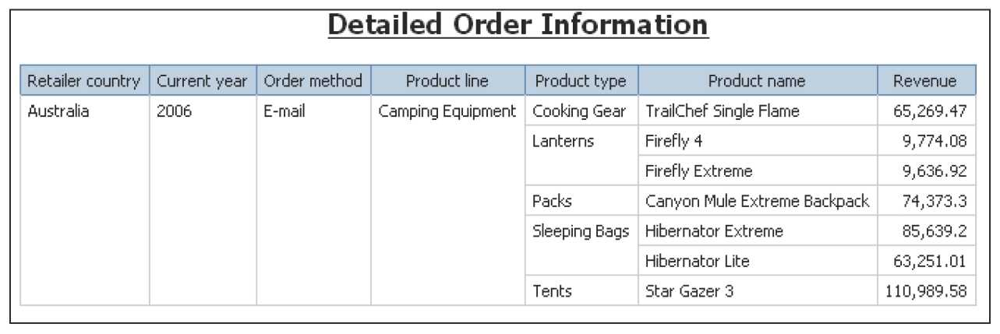 Detailed Order Information
Retailer country Current year Order method Product line Product type Product name Revenue
Australia 2006 E-mail Camping Equipment Cooking Gear TrailChef Single Flame 65,269.47
Lanterns Firefly 4 9,774.08
Firefly Extreme 9,636.92
Packs Canyon Mule Extreme Backpack 74,373.3
Sleeping Bags Hibernator Extreme 85,639.2
Hibernator Lite 63,251.01
Tents Star Gazer 3 110,989.58